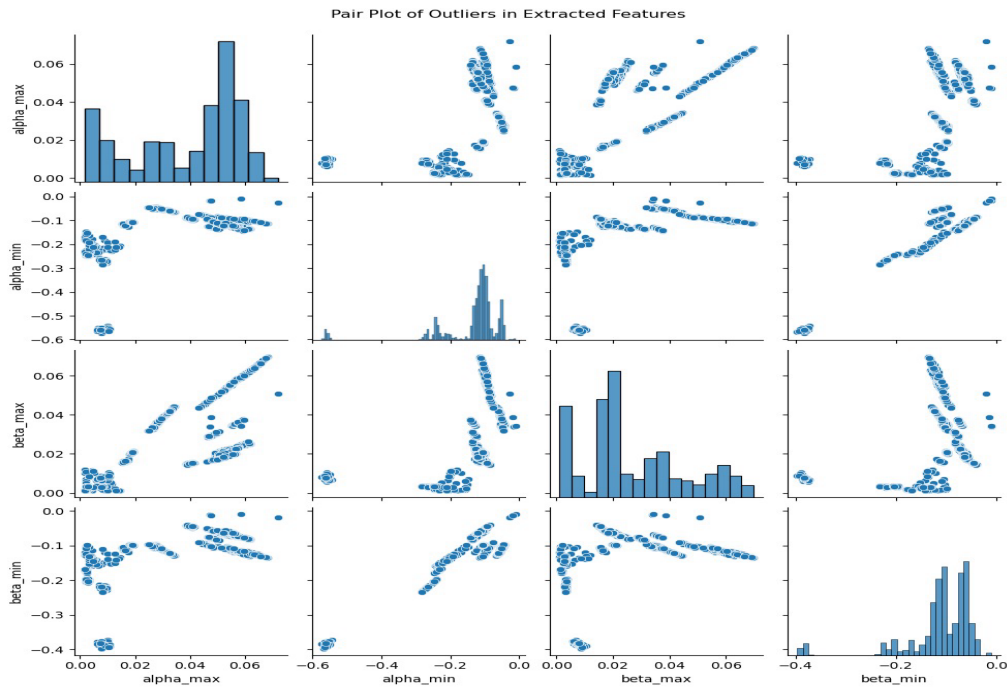 Pair Plot of Outliers in Extracted Features
alpha_max
0.06
0.04
0.02
0.00
alpha_min
0.0
−0.1
−0.2
−0.3
−0.4
−0.5
−0.6
beta_max
0.06
0.04
0.02
0.00
beta_min
0.0
−0.1
−0.2
−0.3
−0.4
0.00 0.02 0.04 0.06 −0.6 −0.4 −0.2 0.0 0.00 0.02 0.04 0.06 −0.4 −0.2 0.0
alpha_max alpha_min beta_max beta_min